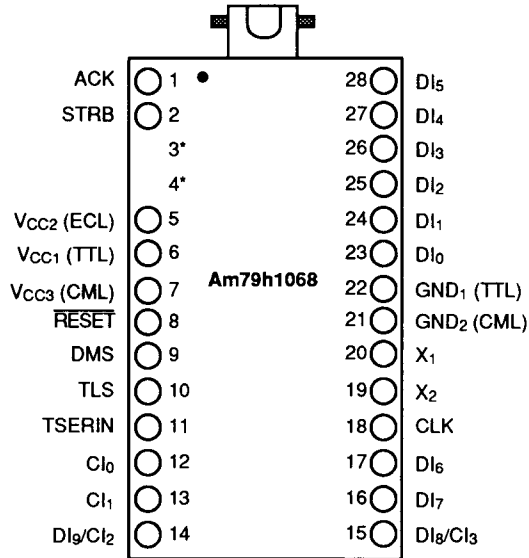 ACK 1 28 DI5
STRB 2 27 DI4
3* 26 DI3
4* 25 DI2
VCC2 (ECL) 5 24 DI1
VCC1 (TTL) 6 23 DI0
Am79h1068
VCC3 (CML) 7 22 GND1 (TTL)
RESET 8 21 GND2 (CML)
DMS 9 20 X1
TLS 10 19 X2
TSERIN 11 18 CLK
CI0 12 17 DI6
CI1 13 16 DI7
DI9/CI2 14 15 DI8/CI3